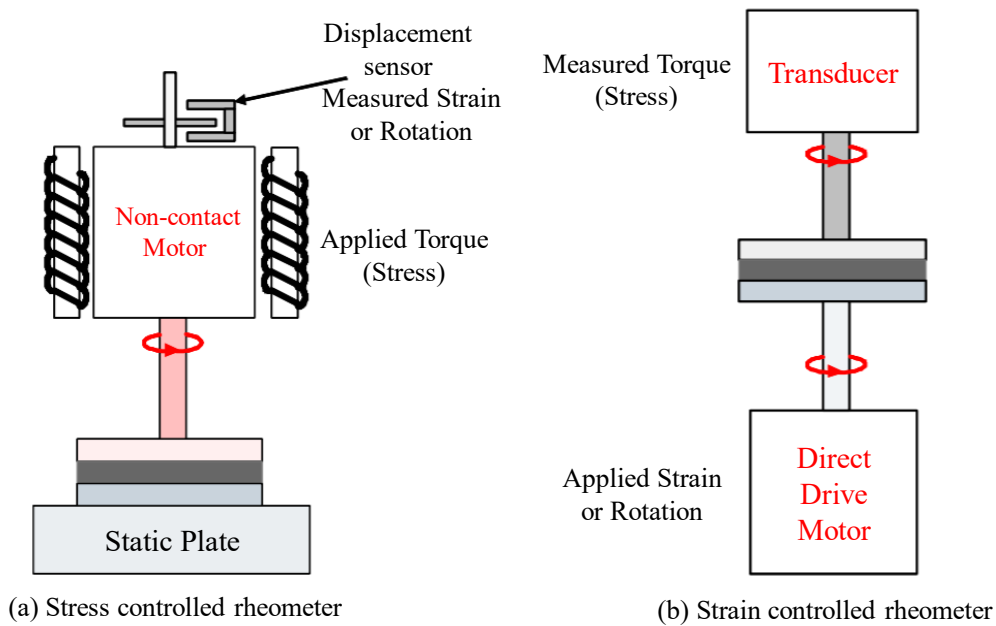 Displacement
sensor
Measured Strain
or Rotation
Non-contact
Motor
Applied Torque
(Stress)
Static Plate
(a) Stress controlled rheometer
Measured Torque
(Stress)
Transducer
Applied Strain
or Rotation
Direct
Drive
Motor
(b) Strain controlled rheometer